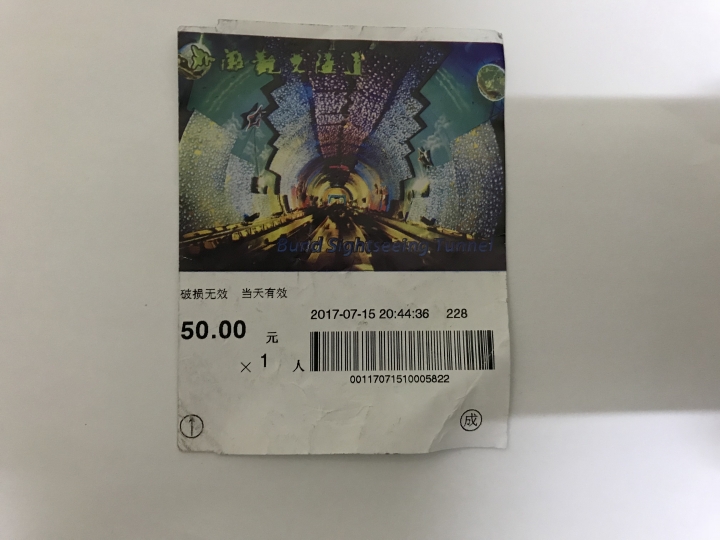 外滩观光隧道
Bund Sightseeing Tunnel
破损无效 当天有效
2017-07-15 20:44:36 228
50.00 元
× 1 人
00117071510005822
成